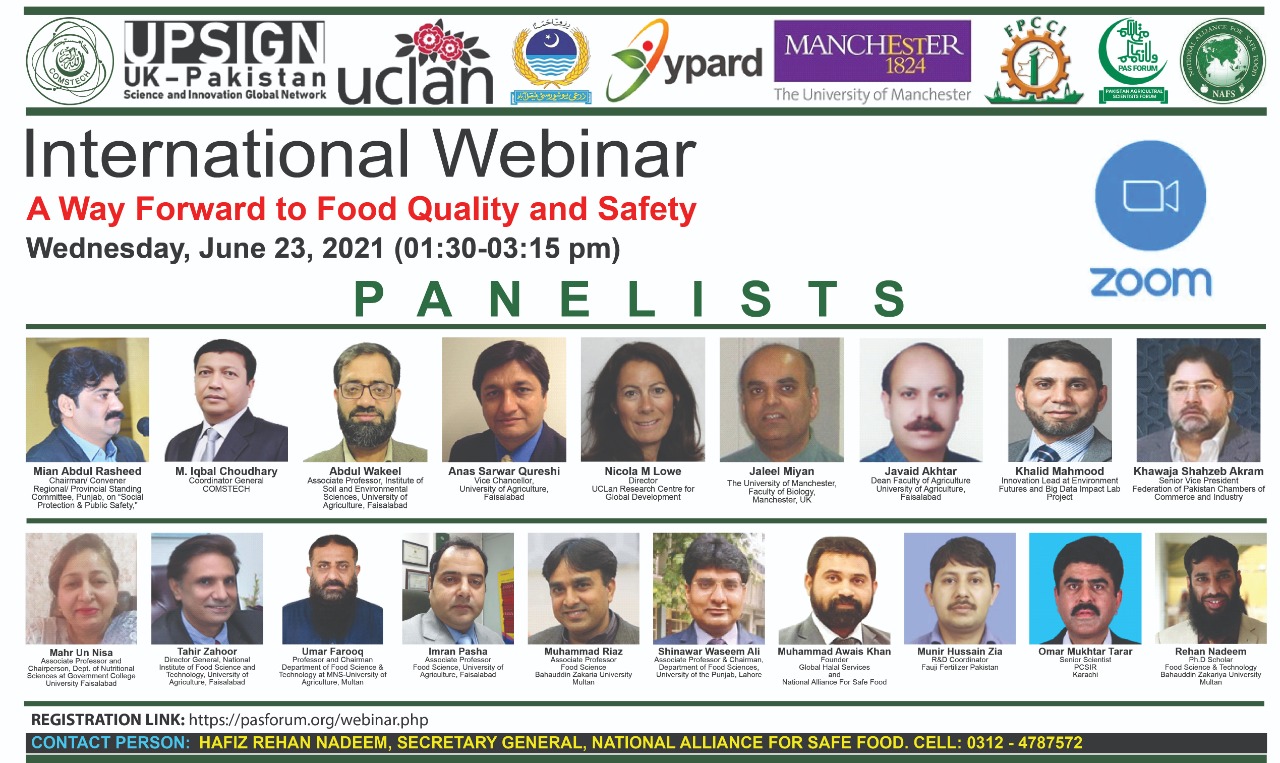 COMSTECH
UPSIGN
UK-Pakistan
Science and Innovation Global Network
uclan
ypard
MANCHESTER
1824
The University of Manchester
FPCCI
PAS FORUM
PAKISTAN AGRICULTRAL
SCIENTISTS FORUM
NATIONAL ALLIANCE FOR SAFE FOOD
NAFS
International Webinar
A Way Forward to Food Quality and Safety
Wednesday, June 23, 2021 (01:30-03:15 pm)
zoom
PANELISTS
Mian Abdul Rasheed
Chairman/ Convener
Regional/ Provincial Standing
Committee, Punjab, on “Social
Protection & Public Safety,”
M. Iqbal Choudhary
Coordinator General
COMSTECH
Abdul Wakeel
Associate Professor, Institute of
Soil and Environmental
Sciences, University of
Agriculture, Faisalabad
Anas Sarwar Qureshi
Vice Chancellor,
University of Agriculture,
Faisalabad
Nicola M Lowe
Director
UCLan Research Centre for
Global Development
Jaleel Miyan
The University of Manchester,
Faculty of Biology,
Manchester, UK
Javaid Akhtar
Dean Faculty of Agriculture
University of Agriculture,
Faisalabad
Khalid Mahmood
Innovation Lead at Environment
Futures and Big Data Impact Lab
Project
Khawaja Shahzeb Akram
Senior Vice President
Federation of Pakistan Chambers of
Commerce and Industry
Mahr Un Nisa
Associate Professor and
Chairperson, Dept. of Nutritional
Sciences at Government College
University Faisalabad
Tahir Zahoor
Director General, National
Institute of Food Science and
Technology, University of
Agriculture, Faisalabad
Umar Farooq
Professor and Chairman
Department of Food Science &
Technology at MNS-University of
Agriculture, Multan
Imran Pasha
Associate Professor
Food Science, University of
Agriculture, Faisalabad
Muhammad Riaz
Associate Professor
Food Science
Bahauddin Zakaria University
Multan
Shinawar Waseem Ali
Associate Professor & Chairman,
Department of Food Sciences,
University of the Punjab, Lahore
Muhammad Awais Khan
Founder
Global Halal Services
and
National Alliance For Safe Food
Munir Hussain Zia
R&D Coordinator
Fauji Fertilizer Pakistan
Omar Mukhtar Tarar
Senior Scientist
PCSIR
Karachi
Rehan Nadeem
Ph.D Scholar
Food Science & Technology
Bahauddin Zakariya University
Multan
REGISTRATION LINK: https://pasforum.org/webinar.php
CONTACT PERSON: HAFIZ REHAN NADEEM, SECRETARY GENERAL, NATIONAL ALLIANCE FOR SAFE FOOD. CELL: 0312 - 4787572